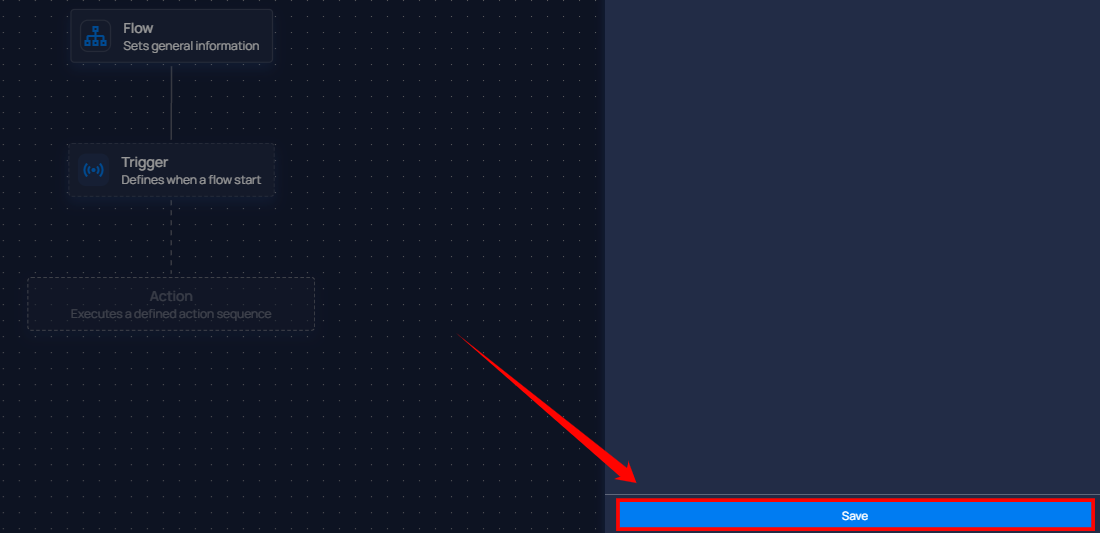 Flow
Sets general information
Trigger
Defines when a flow start
Action
Executes a defined action sequence
Save